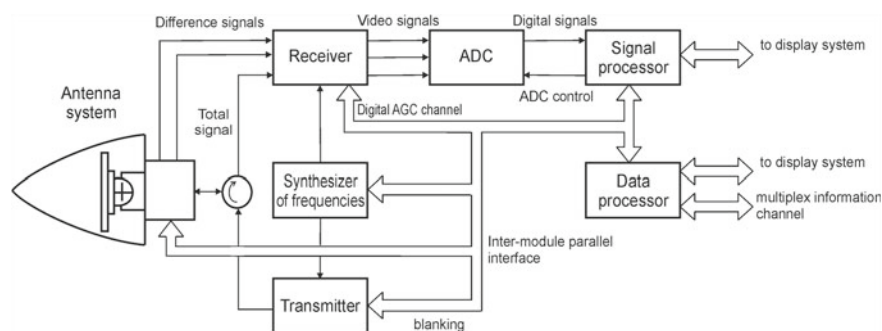 Difference signals
Video signals
Digital signals
Receiver
ADC
Signal
processor
to display system
Antenna
system
Total
signal
Digital AGC channel
ADC control
Synthesizer
of frequencies
Data
processor
to display system
multiplex information
channel
Inter-module parallel
interface
Transmitter
blanking